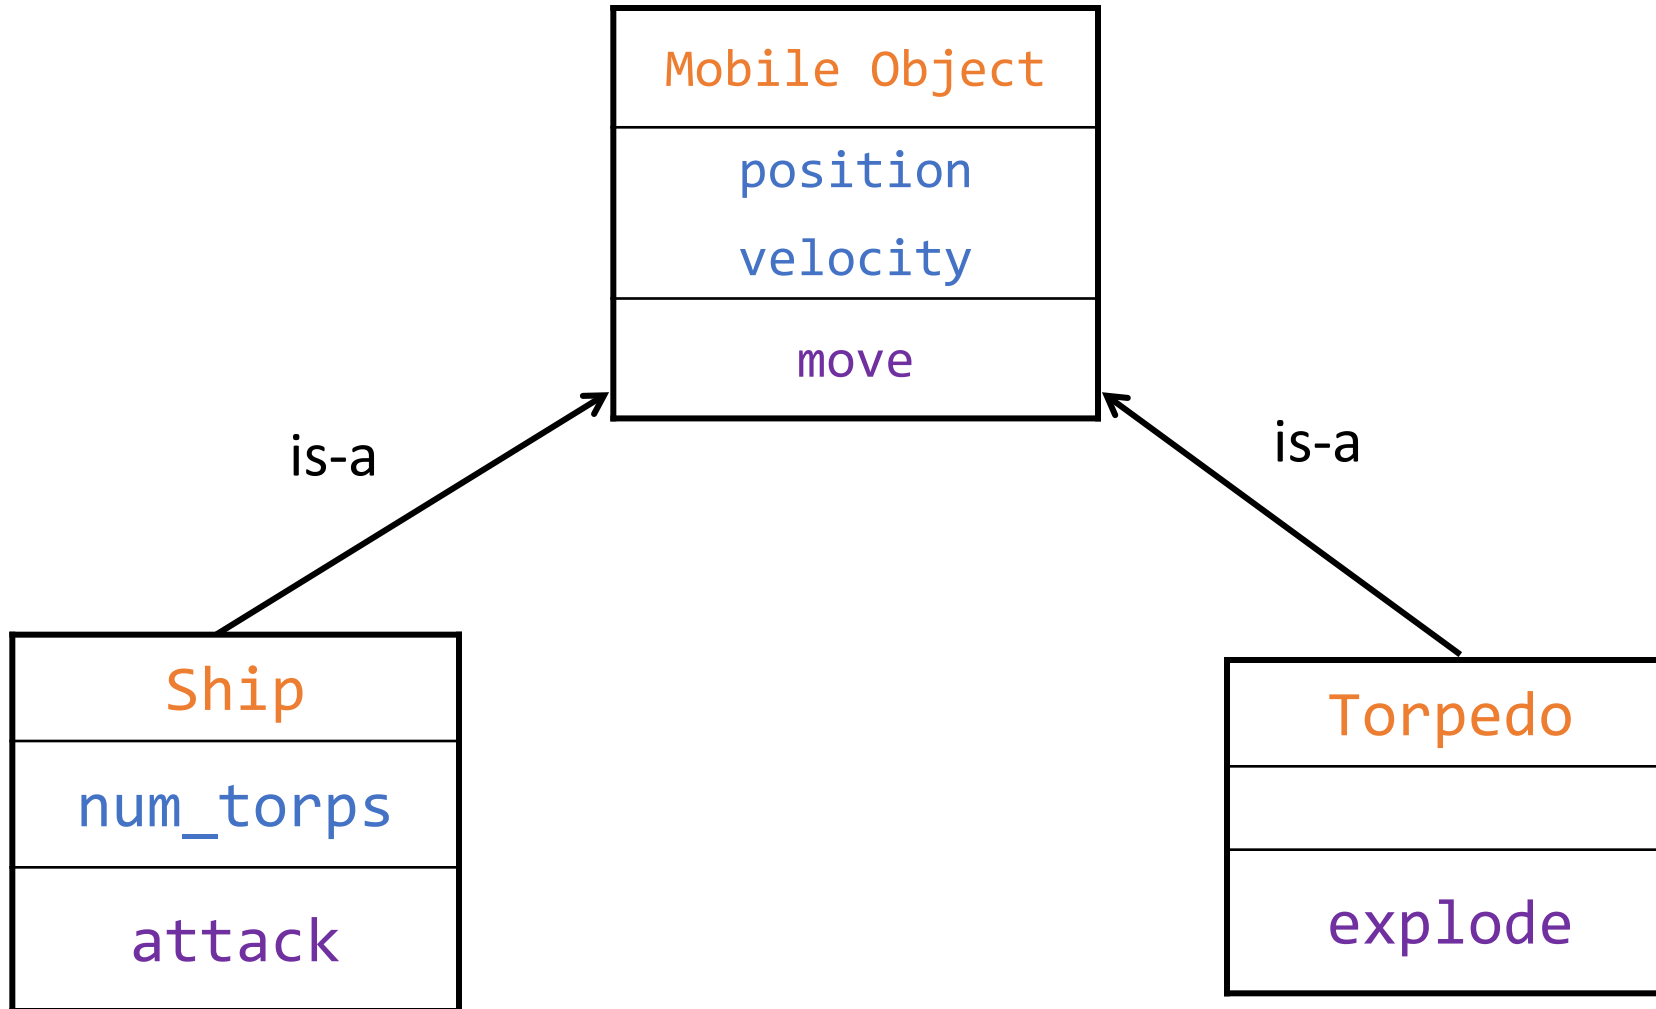 Mobile Object
position
velocity
move
is-a
is-a
Ship
num_torps
attack
Torpedo
explode